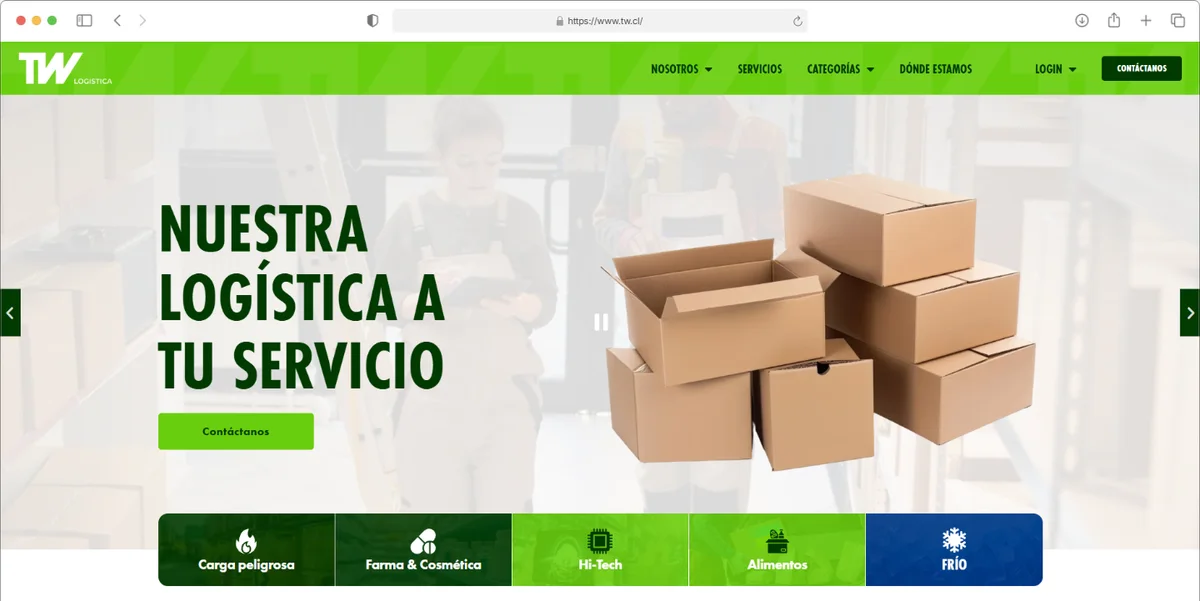 https://www.tw.cl/
TW LOGISTICA
NOSOTROS
SERVICIOS
CATEGORÍAS
DÓNDE ESTAMOS
LOGIN
CONTÁCTANOS
NUESTRA
LOGÍSTICA A
TU SERVICIO
Contáctanos
Carga peligrosa
Farma & Cosmética
Hi-Tech
Alimentos
FRÍO